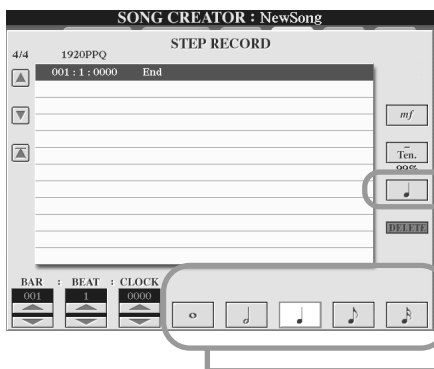 SONG CREATOR : NewSong
STEP RECORD
4/4 1920PPQ
001 : 1 : 0000 End
mf
Ten.
99%
DELETE
BAR : BEAT : CLOCK
001 1 0000